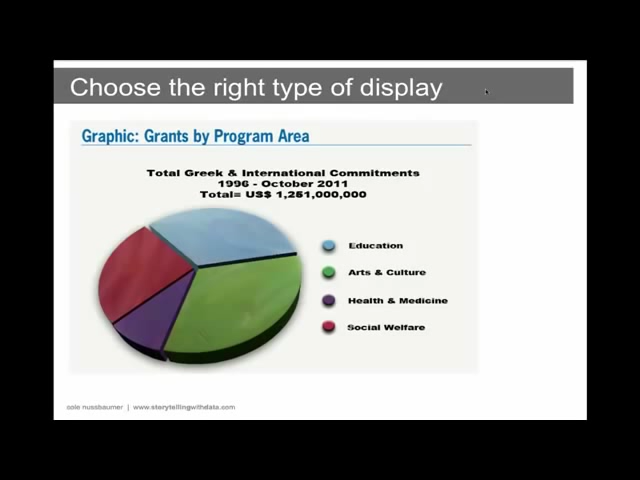 Choose the right type of display
Graphic: Grants by Program Area
Total Greek & International Commitments
1996 - October 2011
Total= US$ 1,251,000,000
Education
Arts & Culture
Health & Medicine
Social Welfare
cole nussbaumer | www.storytellingwithdata.com